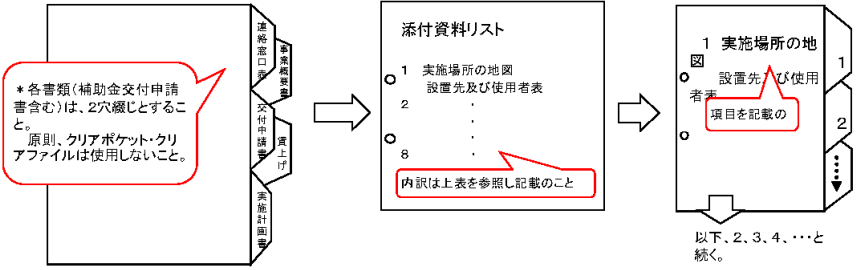 連絡窓口表
事業概要書
＊各書類（補助金交付申請
書含む）は、２穴綴じとするこ
と。
原則、クリアポケット・クリ
アファイルは使用しないこと。
交付申請書
賃上げ
実施計画書
添付資料リスト
1 実施場所の地図
設置先及び使用者表
2 ・
・
8 ・
内訳は上表を参照し記載のこと
1 実施場所の地
図
設置先及び使用
者表
項目を記載の
1
2
以下、２、３、４、・・・と
続く。